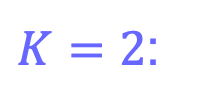 K = 2: